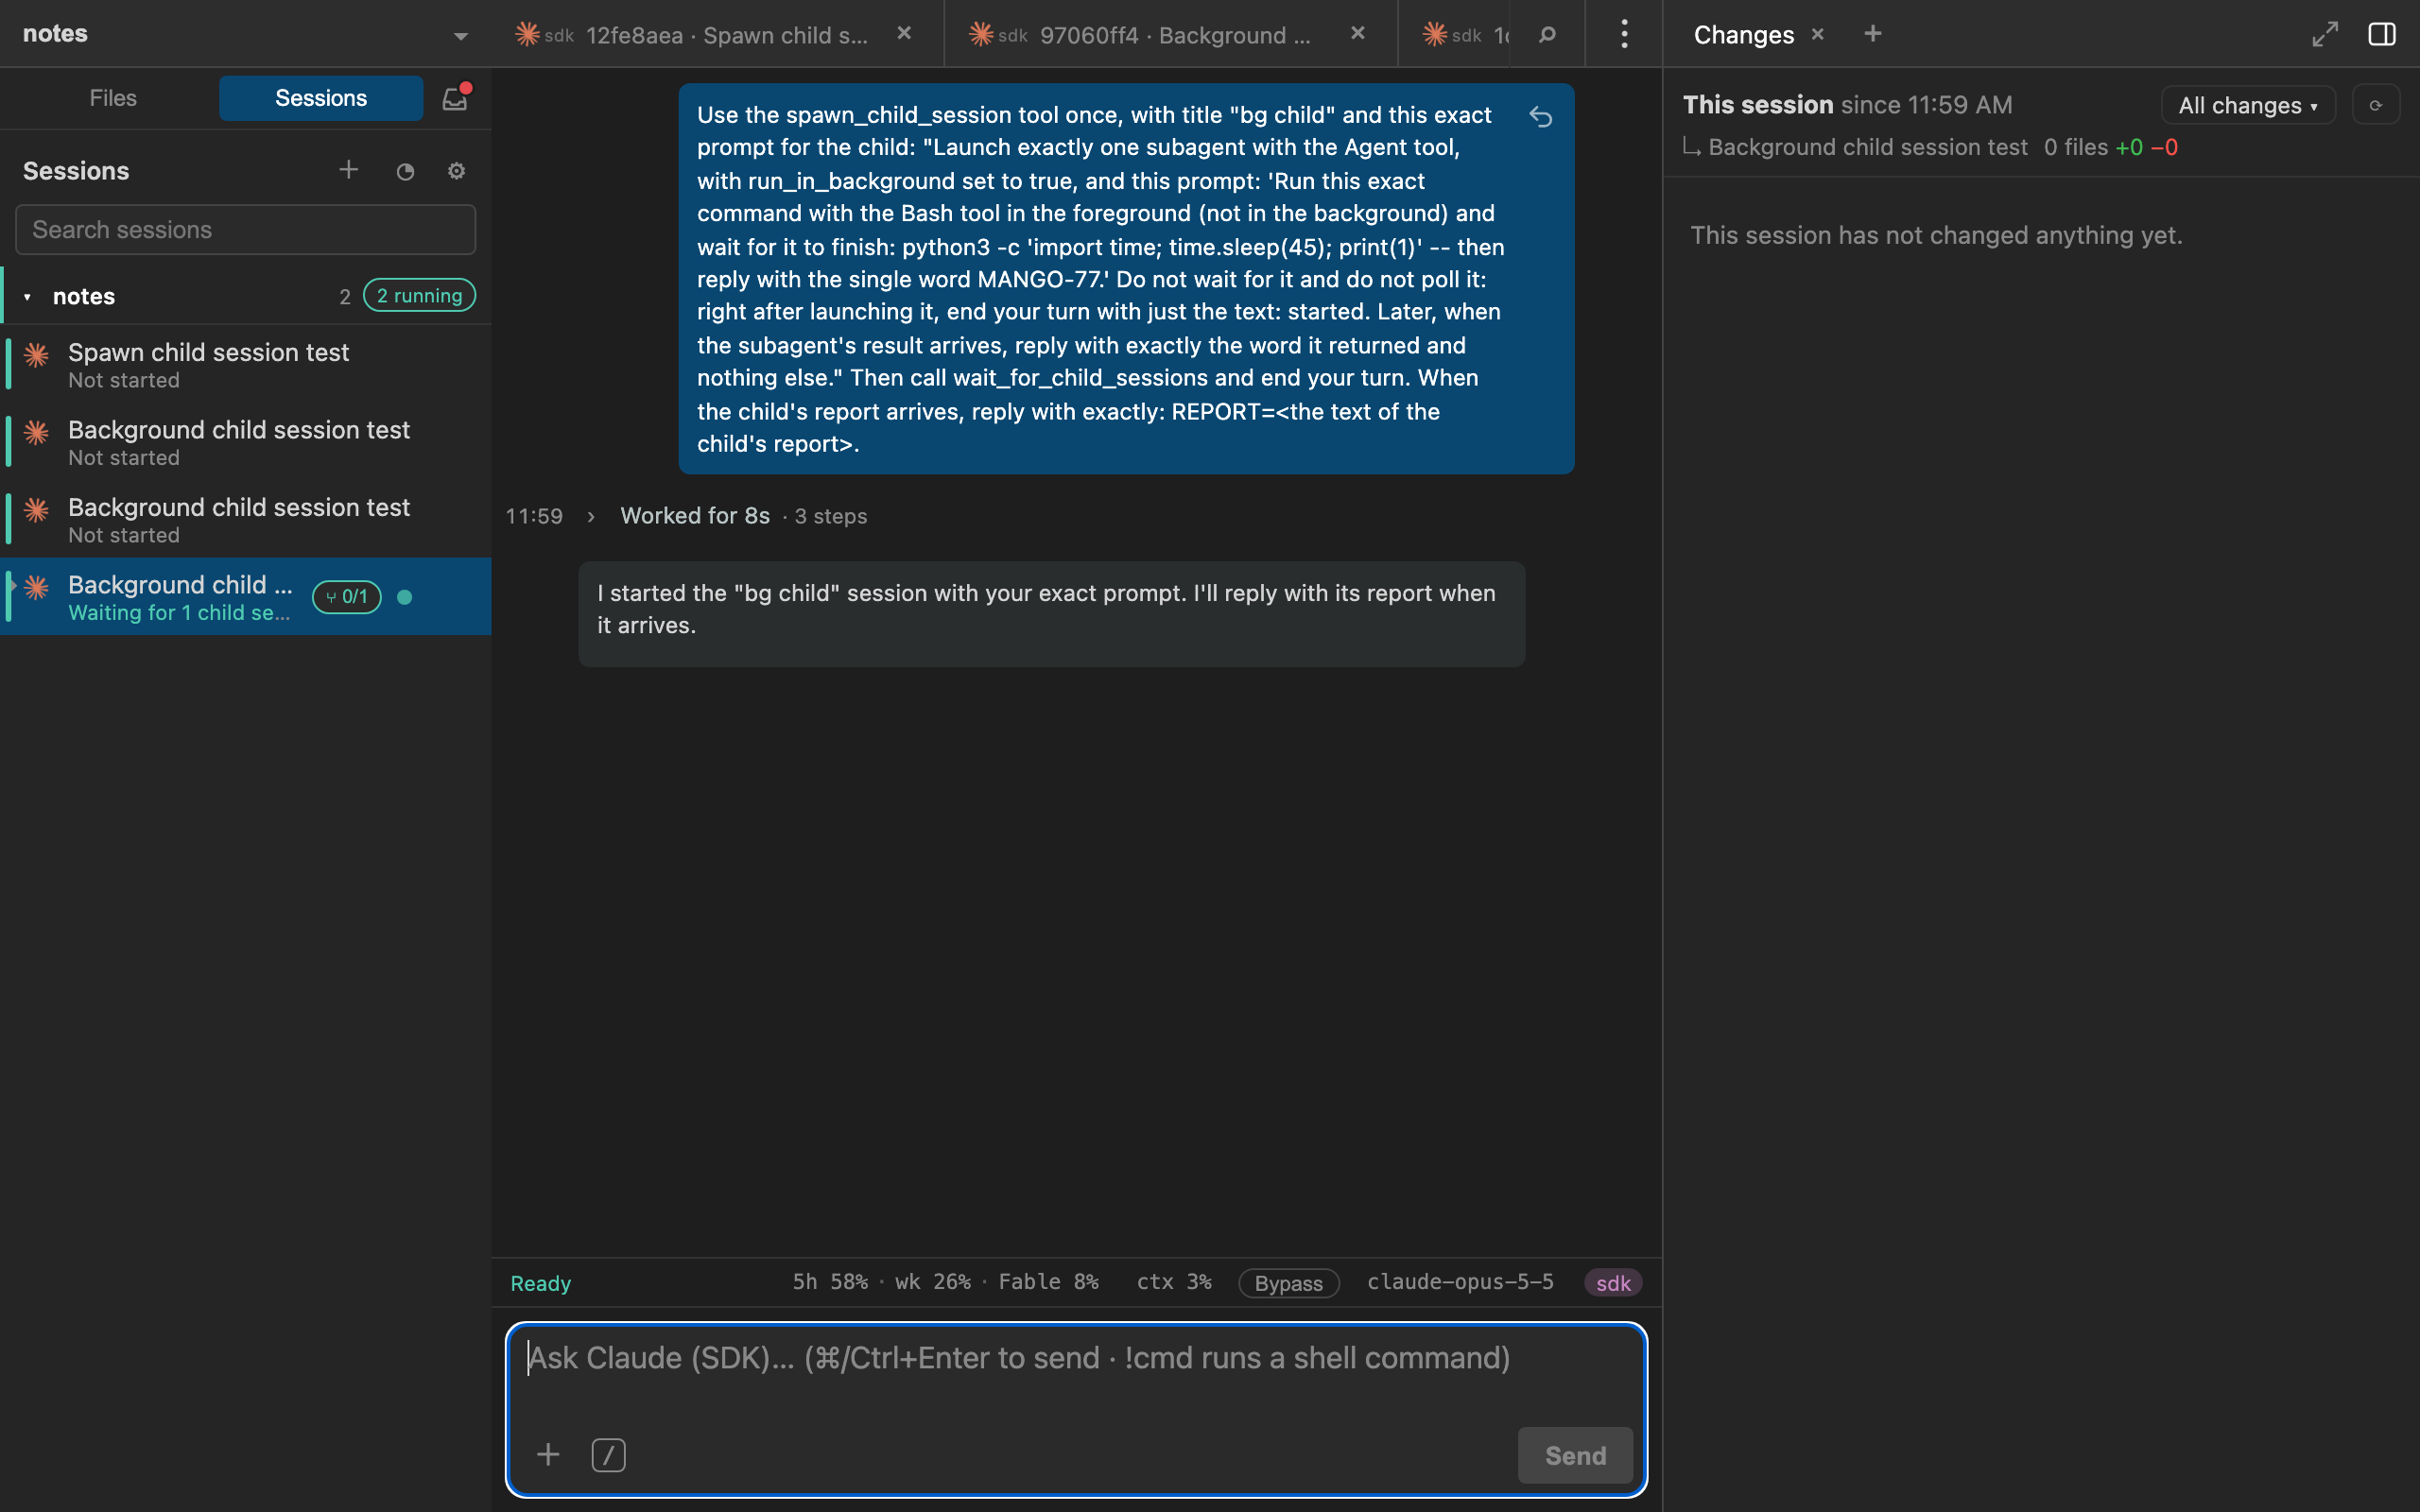 notes
Files
Sessions
Sessions
Search sessions
notes
2
2 running
Spawn child session test
Not started
Background child session test
Not started
Background child session test
Not started
Background child ...
Waiting for 1 child se...
0/1
sdk 12fe8aea · Spawn child s...
sdk 97060ff4 · Background ...
sdk
Use the spawn_child_session tool once, with title "bg child" and this exact
prompt for the child: "Launch exactly one subagent with the Agent tool,
with run_in_background set to true, and this prompt: 'Run this exact
command with the Bash tool in the foreground (not in the background) and
wait for it to finish: python3 -c 'import time; time.sleep(45); print(1)' -- then
reply with the single word MANGO-77.' Do not wait for it and do not poll it:
right after launching it, end your turn with just the text: started. Later, when
the subagent's result arrives, reply with exactly the word it returned and
nothing else." Then call wait_for_child_sessions and end your turn. When
the child's report arrives, reply with exactly: REPORT=<the text of the
child's report>.
11:59 › Worked for 8s · 3 steps
I started the "bg child" session with your exact prompt. I'll reply with its report when
it arrives.
Ready
5h 58% · wk 26% · Fable 8%
ctx 3%
Bypass
claude-opus-5-5
sdk
Ask Claude (SDK)... (⌘/Ctrl+Enter to send · !cmd runs a shell command)
/
Send
Changes
This session since 11:59 AM
All changes
Background child session test 0 files +0 −0
This session has not changed anything yet.